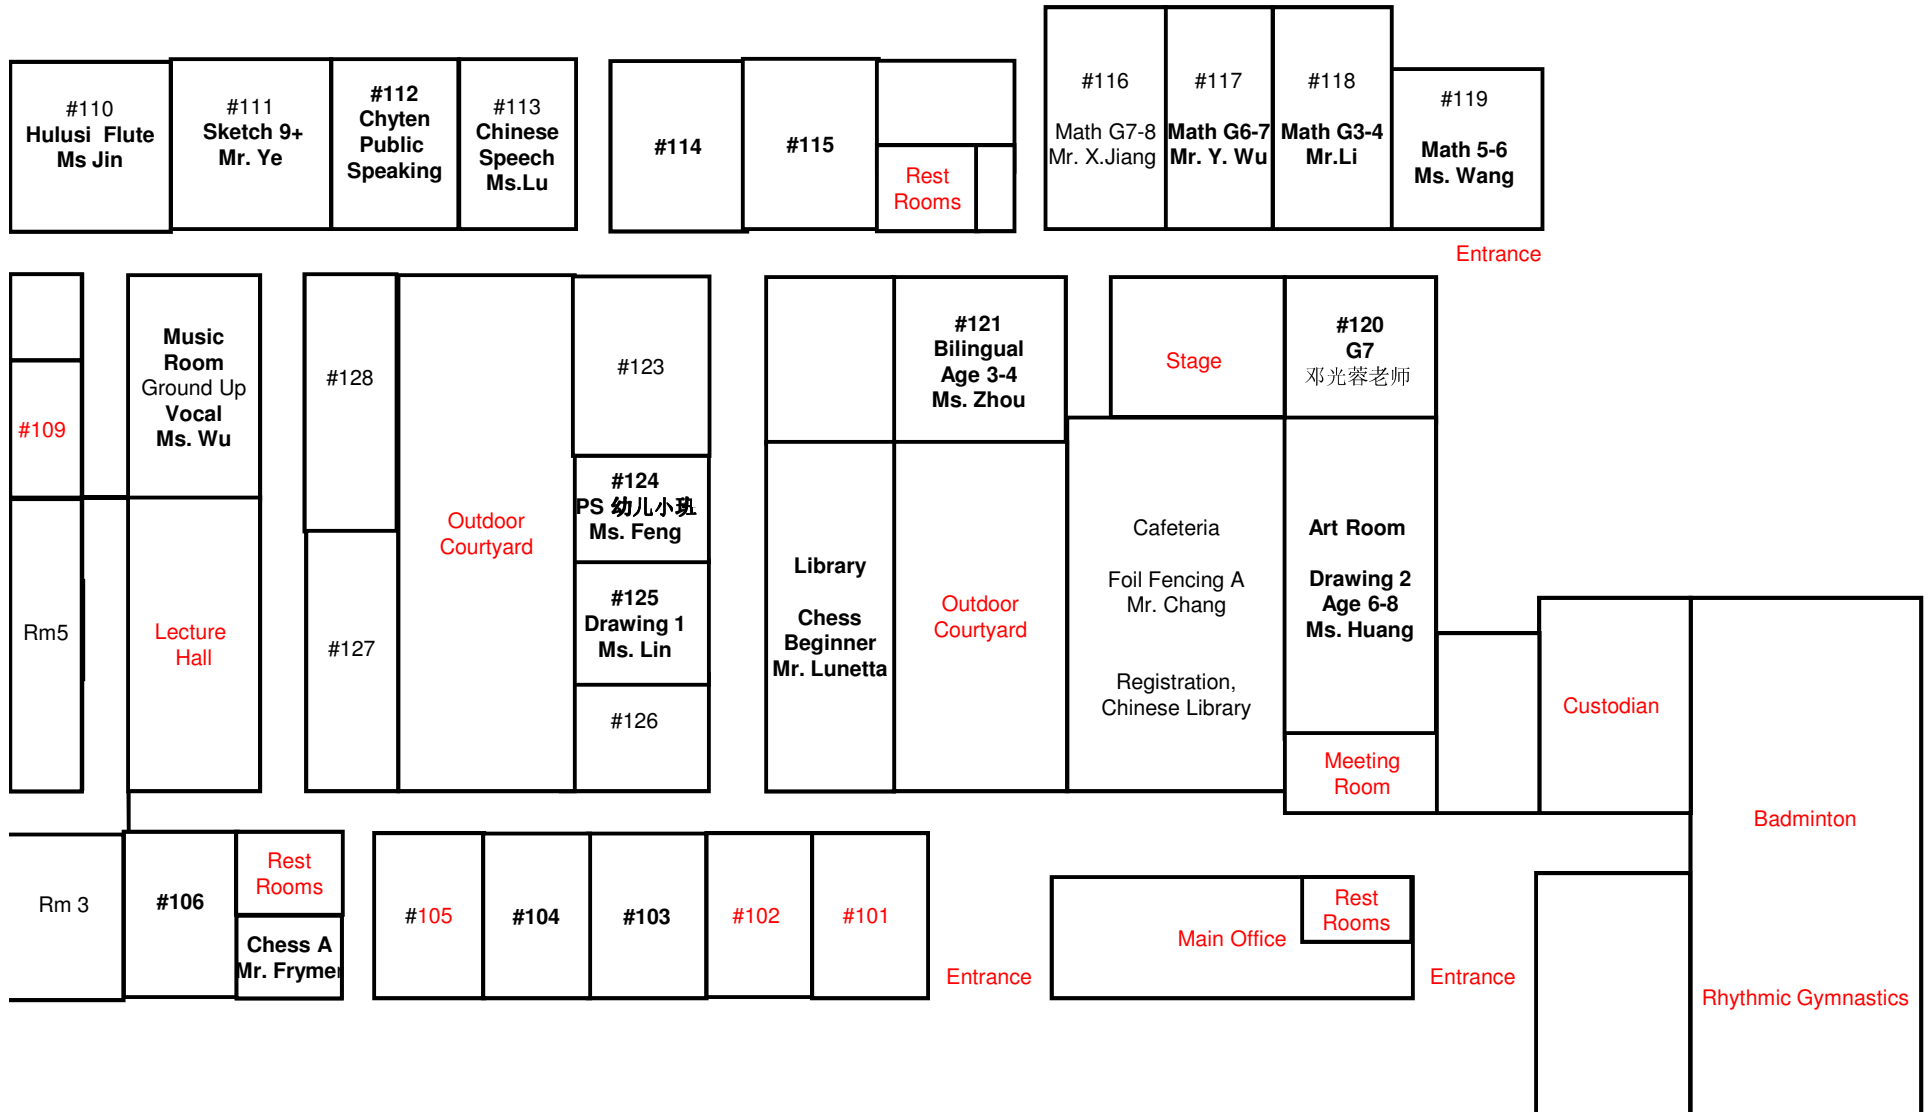 #110
Hulusi Flute
Ms Jin
#111
Sketch 9+
Mr. Ye
#112
Chyten
Public
Speaking
#113
Chinese
Speech
Ms.Lu
#114
#115
Rest
Rooms
#116
Math G7-8
Mr. X.Jiang
#117
Math G6-7
Mr. Y. Wu
#118
Math G3-4
Mr.Li
#119
Math 5-6
Ms. Wang
Entrance
#109
Music
Room
Ground Up
Vocal
Ms. Wu
#128
Outdoor
Courtyard
#123
#124
PS 幼儿小班
Ms. Feng
#125
Drawing 1
Ms. Lin
#126
#121
Bilingual
Age 3-4
Ms. Zhou
Stage
#120
G7
邓光蓉老师
Rm5
Lecture
Hall
#127
Library
Chess
Beginner
Mr. Lunetta
Outdoor
Courtyard
Cafeteria
Foil Fencing A
Mr. Chang
Registration,
Chinese Library
Art Room
Drawing 2
Age 6-8
Ms. Huang
Meeting
Room
Custodian
Badminton
Rhythmic Gymnastics
Rm 3
#106
Rest
Rooms
Chess A
Mr. Frymer
#105
#104
#103
#102
#101
Entrance
Main Office
Rest
Rooms
Entrance